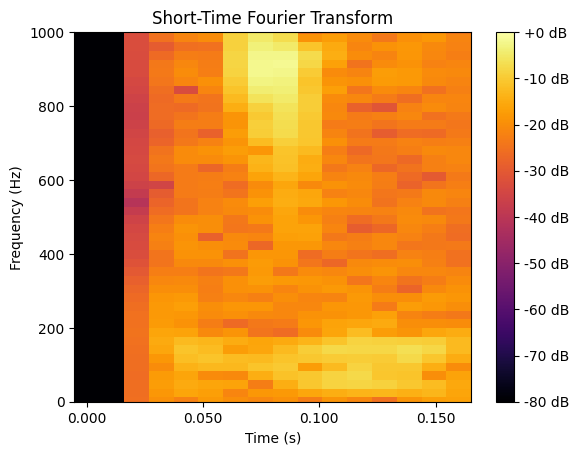 Short-Time Fourier Transform
Frequency (Hz)
1000
800
600
400
200
0
0.000
0.050
0.100
0.150
Time (s)
+0 dB
-10 dB
-20 dB
-30 dB
-40 dB
-50 dB
-60 dB
-70 dB
-80 dB